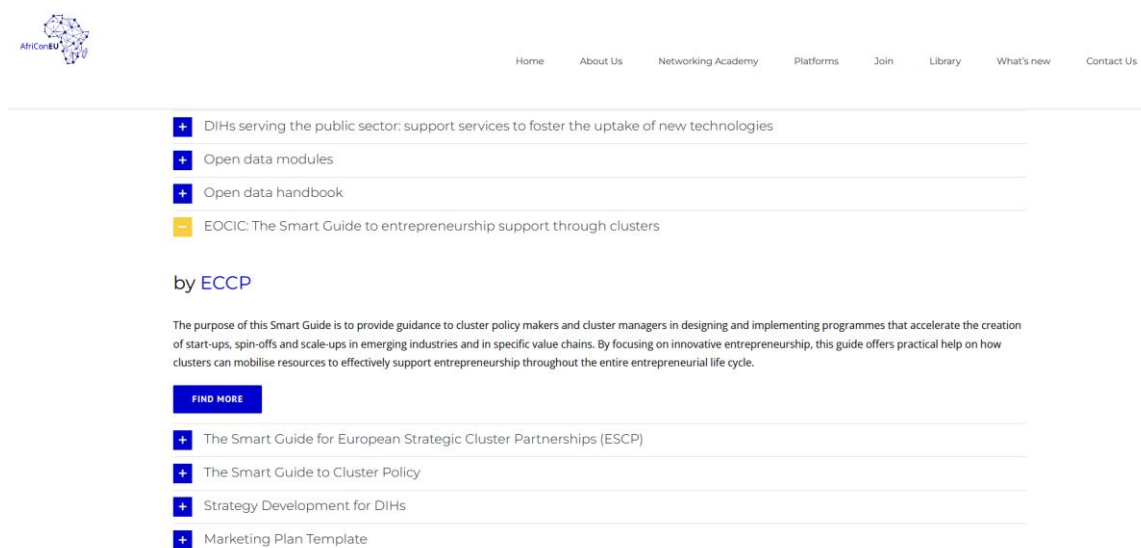 AfriConEU
Home About Us Networking Academy Platforms Join Library What's new Contact Us
+ DIHs serving the public sector: support services to foster the uptake of new technologies
+ Open data modules
+ Open data handbook
− EOCIC: The Smart Guide to entrepreneurship support through clusters
by ECCP
The purpose of this Smart Guide is to provide guidance to cluster policy makers and cluster managers in designing and implementing programmes that accelerate the creation
of start-ups, spin-offs and scale-ups in emerging industries and in specific value chains. By focusing on innovative entrepreneurship, this guide offers practical help on how
clusters can mobilise resources to effectively support entrepreneurship throughout the entire entrepreneurial life cycle.
FIND MORE
+ The Smart Guide for European Strategic Cluster Partnerships (ESCP)
+ The Smart Guide to Cluster Policy
+ Strategy Development for DIHs
+ Marketing Plan Template